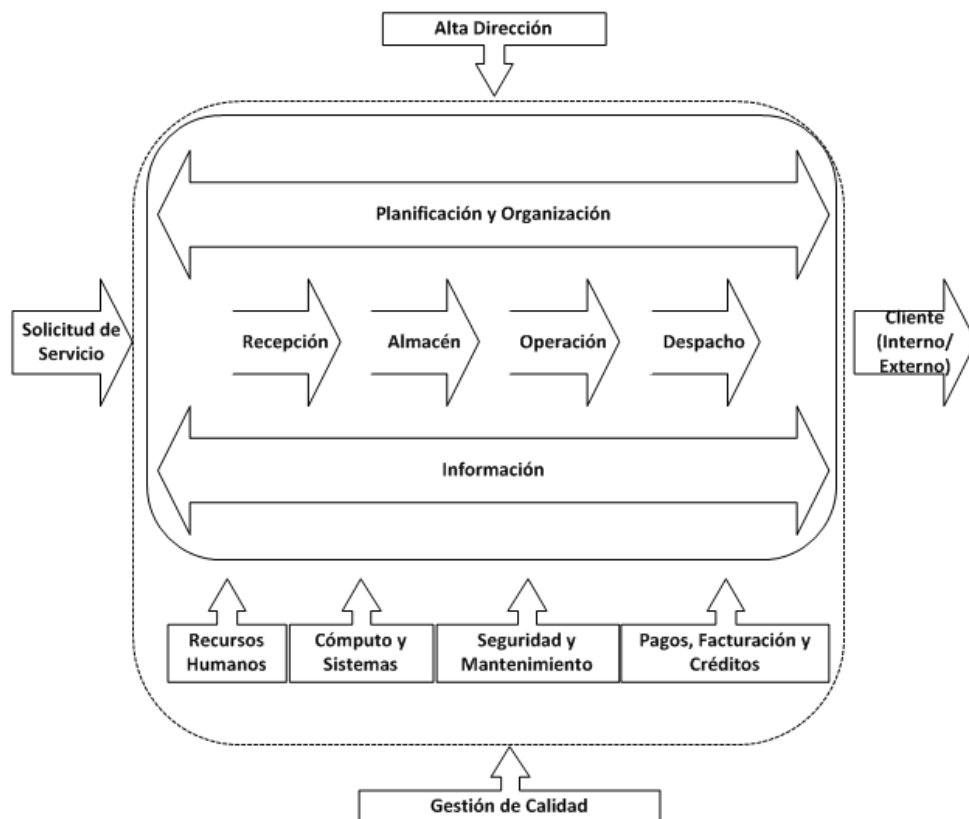 Alta Dirección
Planificación y Organización
Solicitud de
Servicio
Recepción
Almacén
Operación
Despacho
Cliente
(Interno/
Externo)
Información
Recursos
Humanos
Cómputo y
Sistemas
Seguridad y
Mantenimiento
Pagos, Facturación y
Créditos
Gestión de Calidad